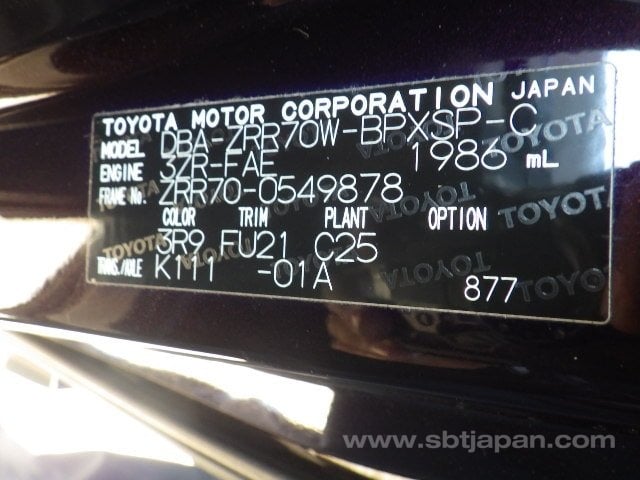 TOYOTA MOTOR CORPORATION JAPAN
MODEL DBA-ZRR70W-BPXSP-C
ENGINE 3ZR-FAE 1986 mL
FRAME No. ZRR70-0549878
COLOR TRIM PLANT OPTION
3R9 FU21 C25
TRANS./AXLE K111 -01A
877
www.sbtjapan.com